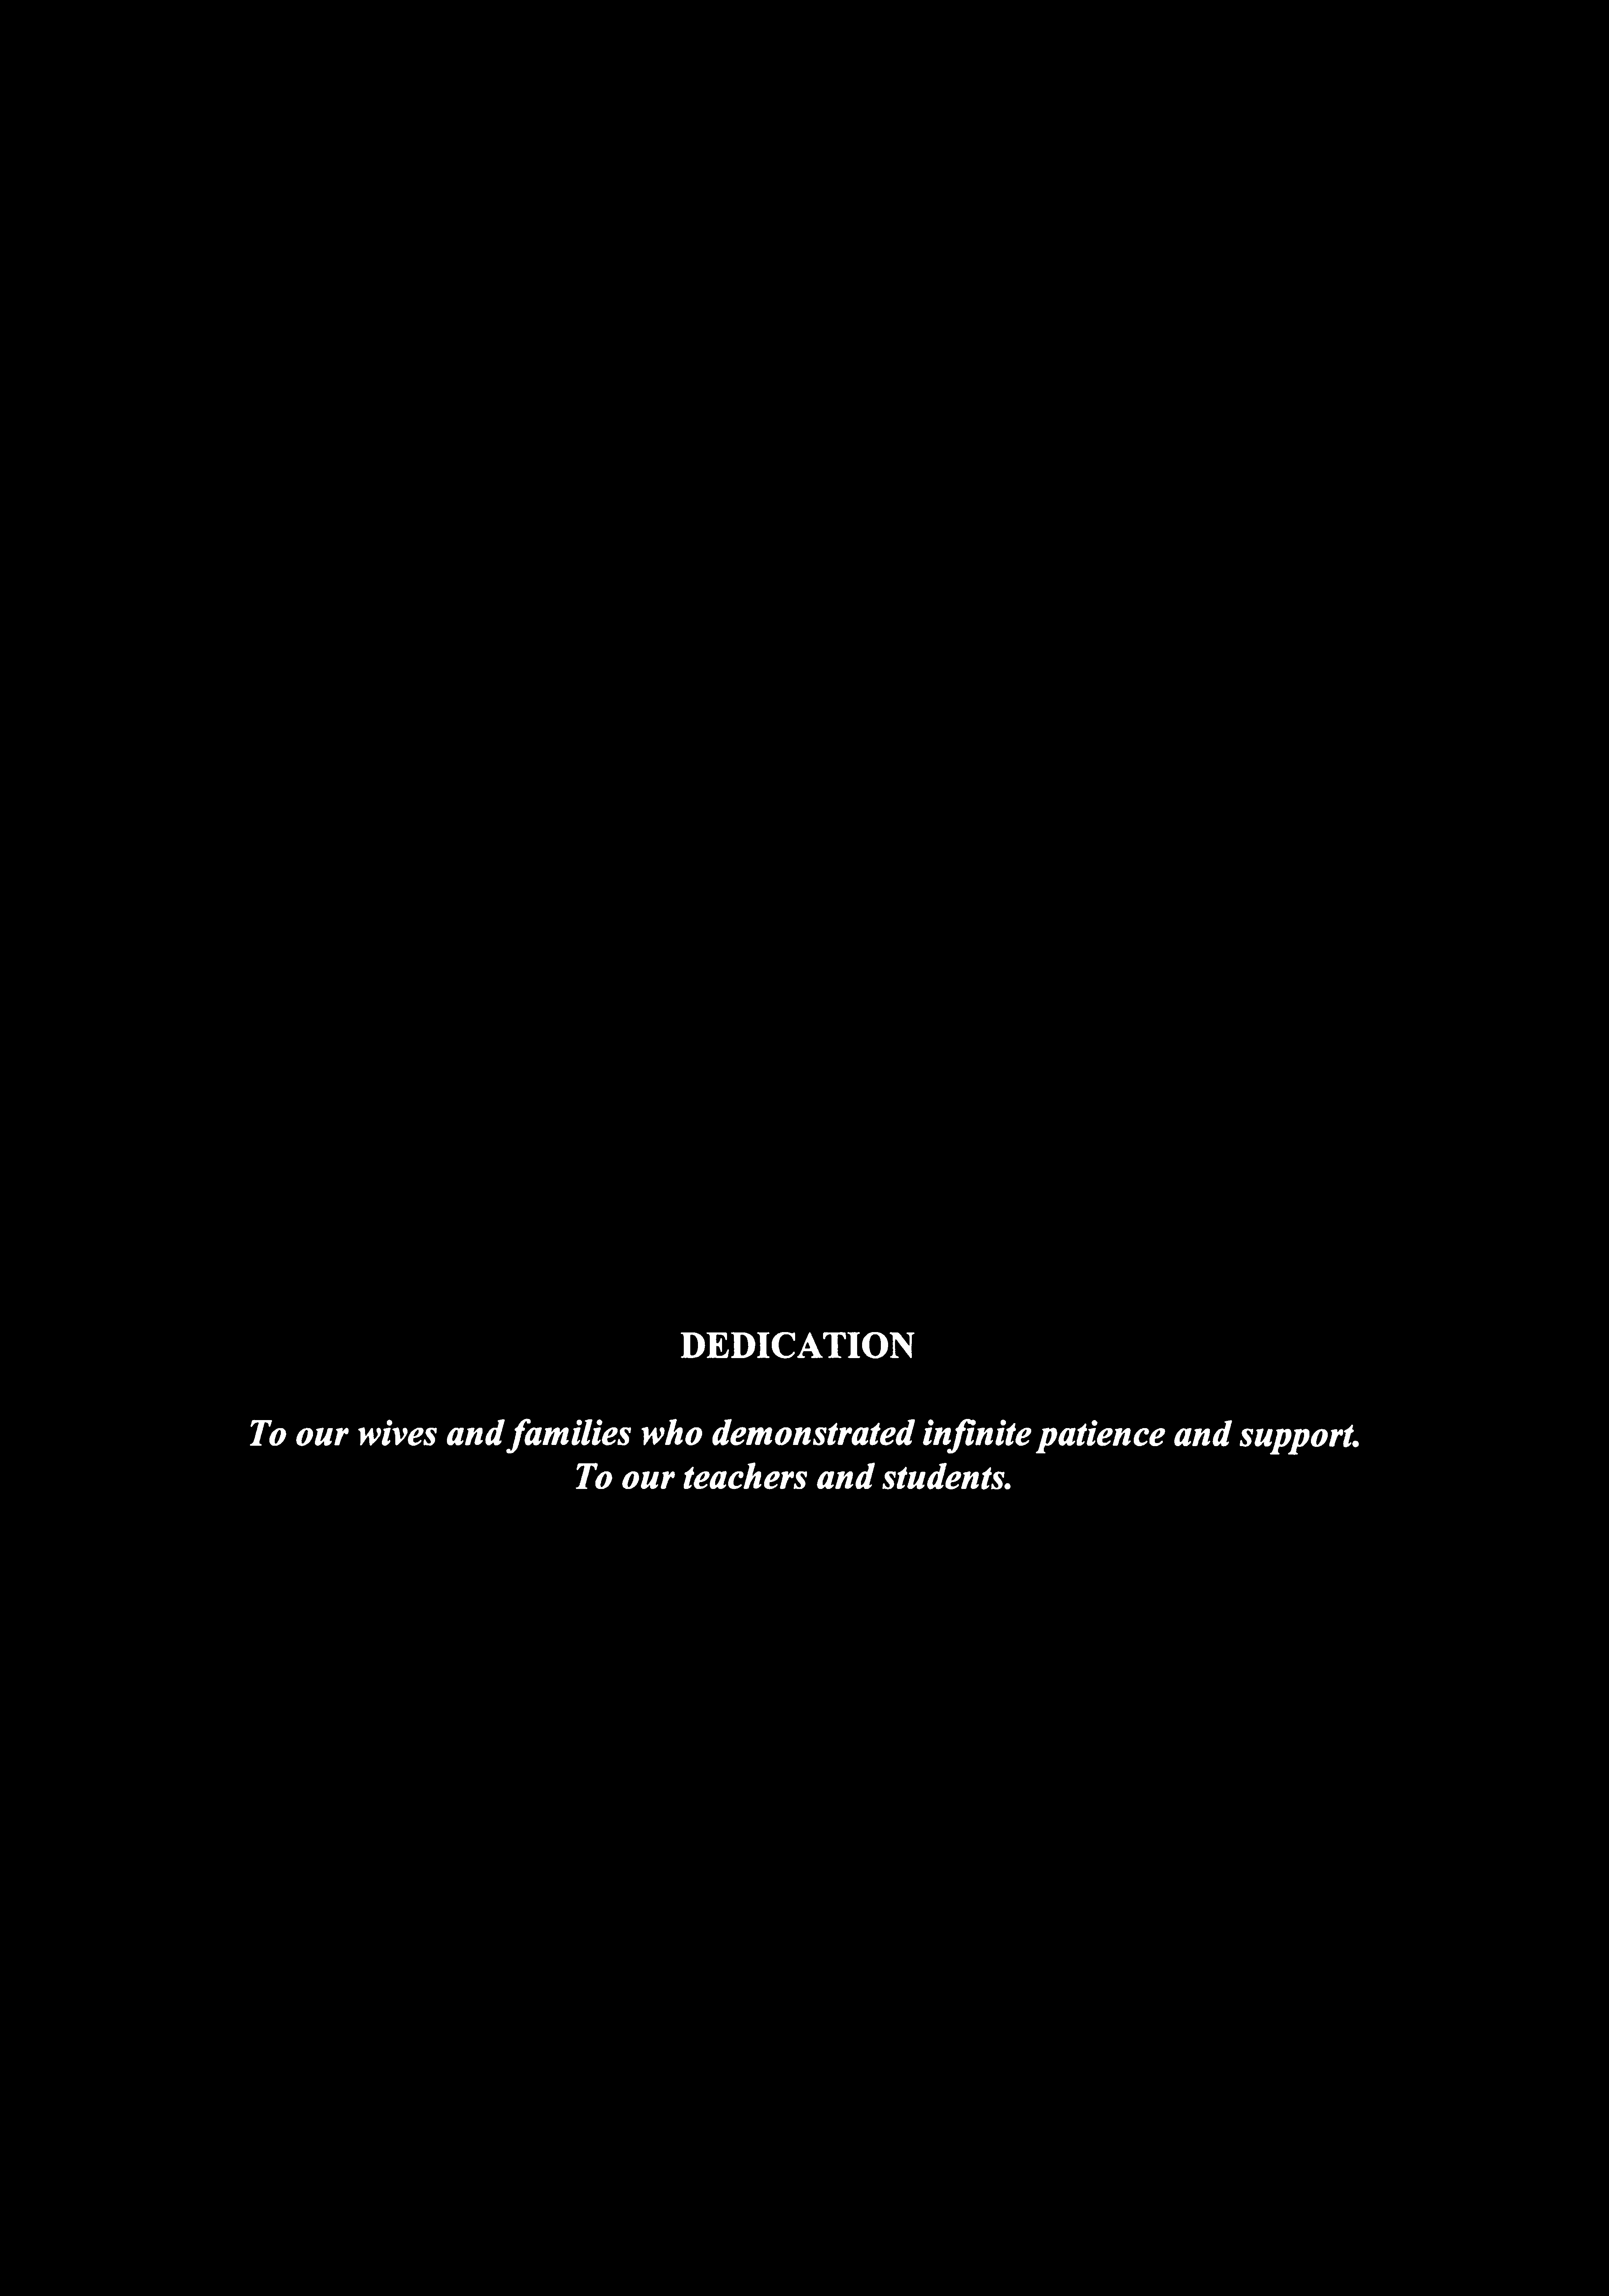 DEDICATION
To our wives and families who demonstrated infinite patience and support.
To our teachers and students.